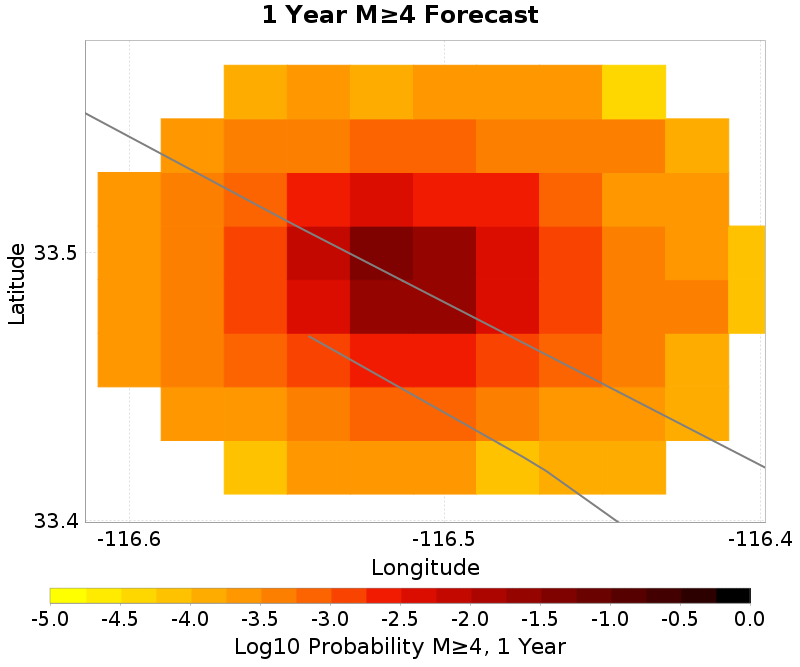 1 Year M≥4 Forecast
Latitude
33.5
33.4
-116.6 -116.5 -116.4
Longitude
-5.0 -4.5 -4.0 -3.5 -3.0 -2.5 -2.0 -1.5 -1.0 -0.5 0.0
Log10 Probability M≥4, 1 Year